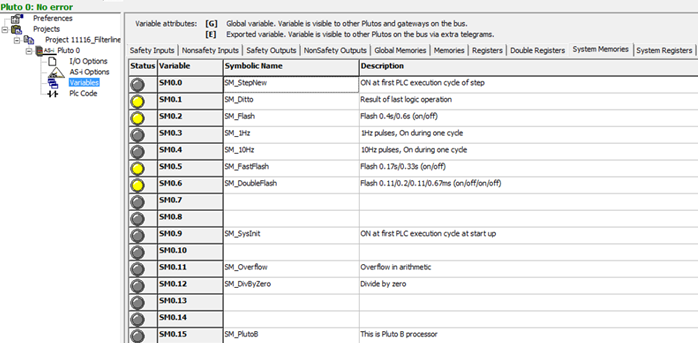 Pluto 0: No error
Preferences
Projects
Project 11116_Filterline
AS-i Pluto 0
I/O Options
AS-i Options
Variables
Plc Code
Variable attributes: [G] Global variable. Variable is visible to other Plutos and gateways on the bus.
[E] Exported variable. Variable is visible to other Plutos on the bus via extra telegrams.
Safety Inputs Nonsafety Inputs Safety Outputs NonSafety Outputs Global Memories Memories Registers Double Registers System Memories System Registers
Status Variable Symbolic Name Description
SM0.0 SM_StepNew ON at first PLC execution cycle of step
SM0.1 SM_Ditto Result of last logic operation
SM0.2 SM_Flash Flash 0.4s/0.6s (on/off)
SM0.3 SM_1Hz 1Hz pulses, On during one cycle
SM0.4 SM_10Hz 10Hz pulses, On during one cycle
SM0.5 SM_FastFlash Flash 0.17s/0.33s (on/off)
SM0.6 SM_DoubleFlash Flash 0.11/0.2/0.11/0.67ms (on/off/on/off)
SM0.7
SM0.8
SM0.9 SM_SysInit ON at PLC execution cycle at start up
SM0.10
SM0.11 SM_Overflow Overflow in arithmetic
SM0.12 SM_DivByZero Divide by zero
SM0.13
SM0.14
SM0.15 SM_PlutoB This is Pluto B processor